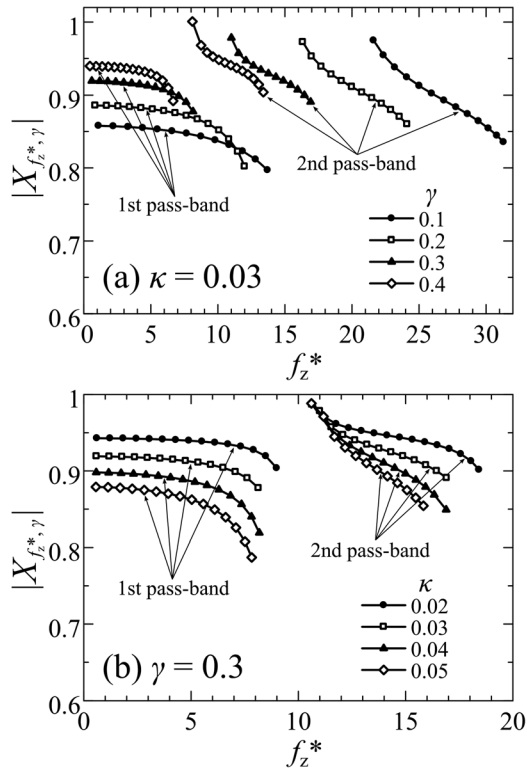 1
0.9
0.8
0.7
0.6
|X_{f_z*, γ}|
1st pass-band
2nd pass-band
γ
0.1
0.2
0.3
0.4
(a) κ = 0.03
0 5 10 15 20 25 30
f_z*
1
0.9
0.8
0.7
0.6
|X_{f_z*, γ}|
1st pass-band
2nd pass-band
κ
0.02
0.03
0.04
0.05
(b) γ = 0.3
0 5 10 15 20
f_z*